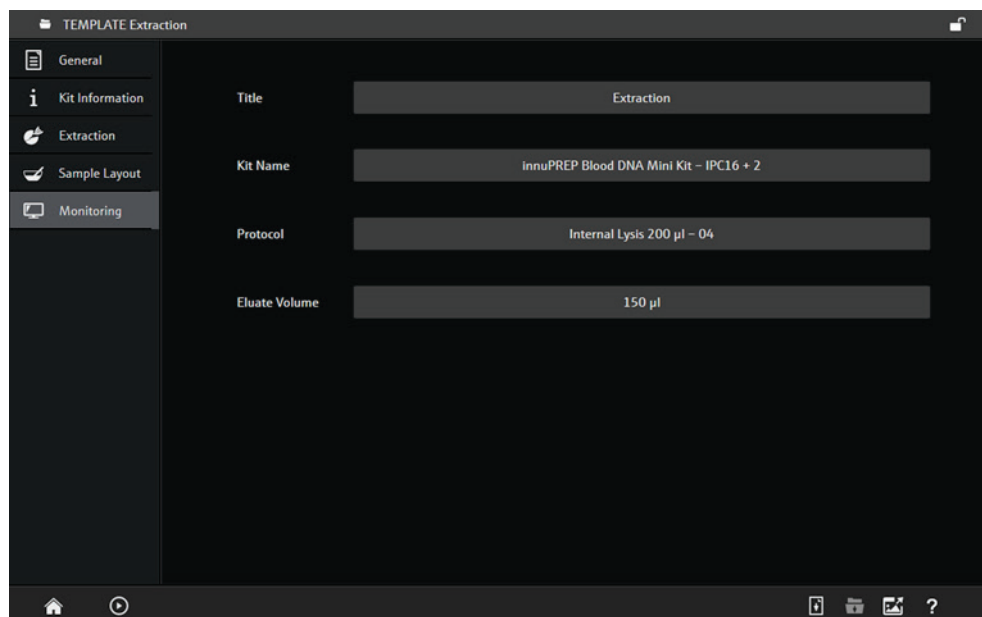 TEMPLATE Extraction
General
Kit Information
Extraction
Sample Layout
Monitoring
Title
Extraction
Kit Name
innuPREP Blood DNA Mini Kit – IPC16 + 2
Protocol
Internal Lysis 200 µl – 04
Eluate Volume
150 µl
?